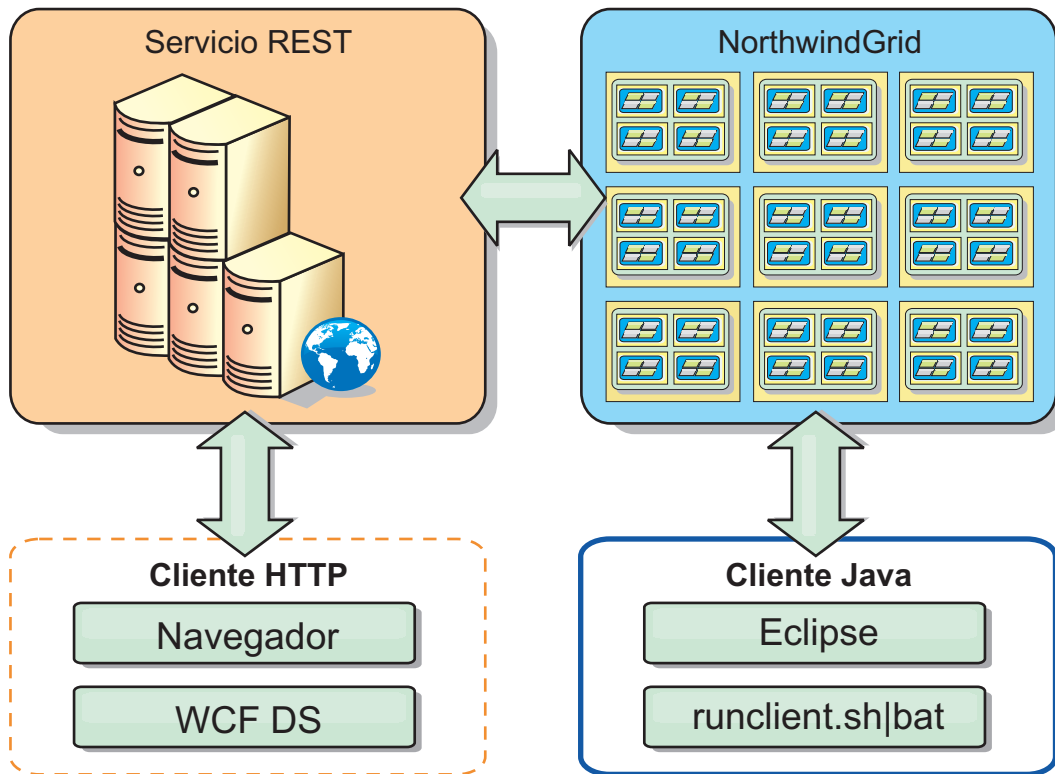 Servicio REST
NorthwindGrid
Cliente HTTP
Navegador
WCF DS
Cliente Java
Eclipse
runclient.sh|bat